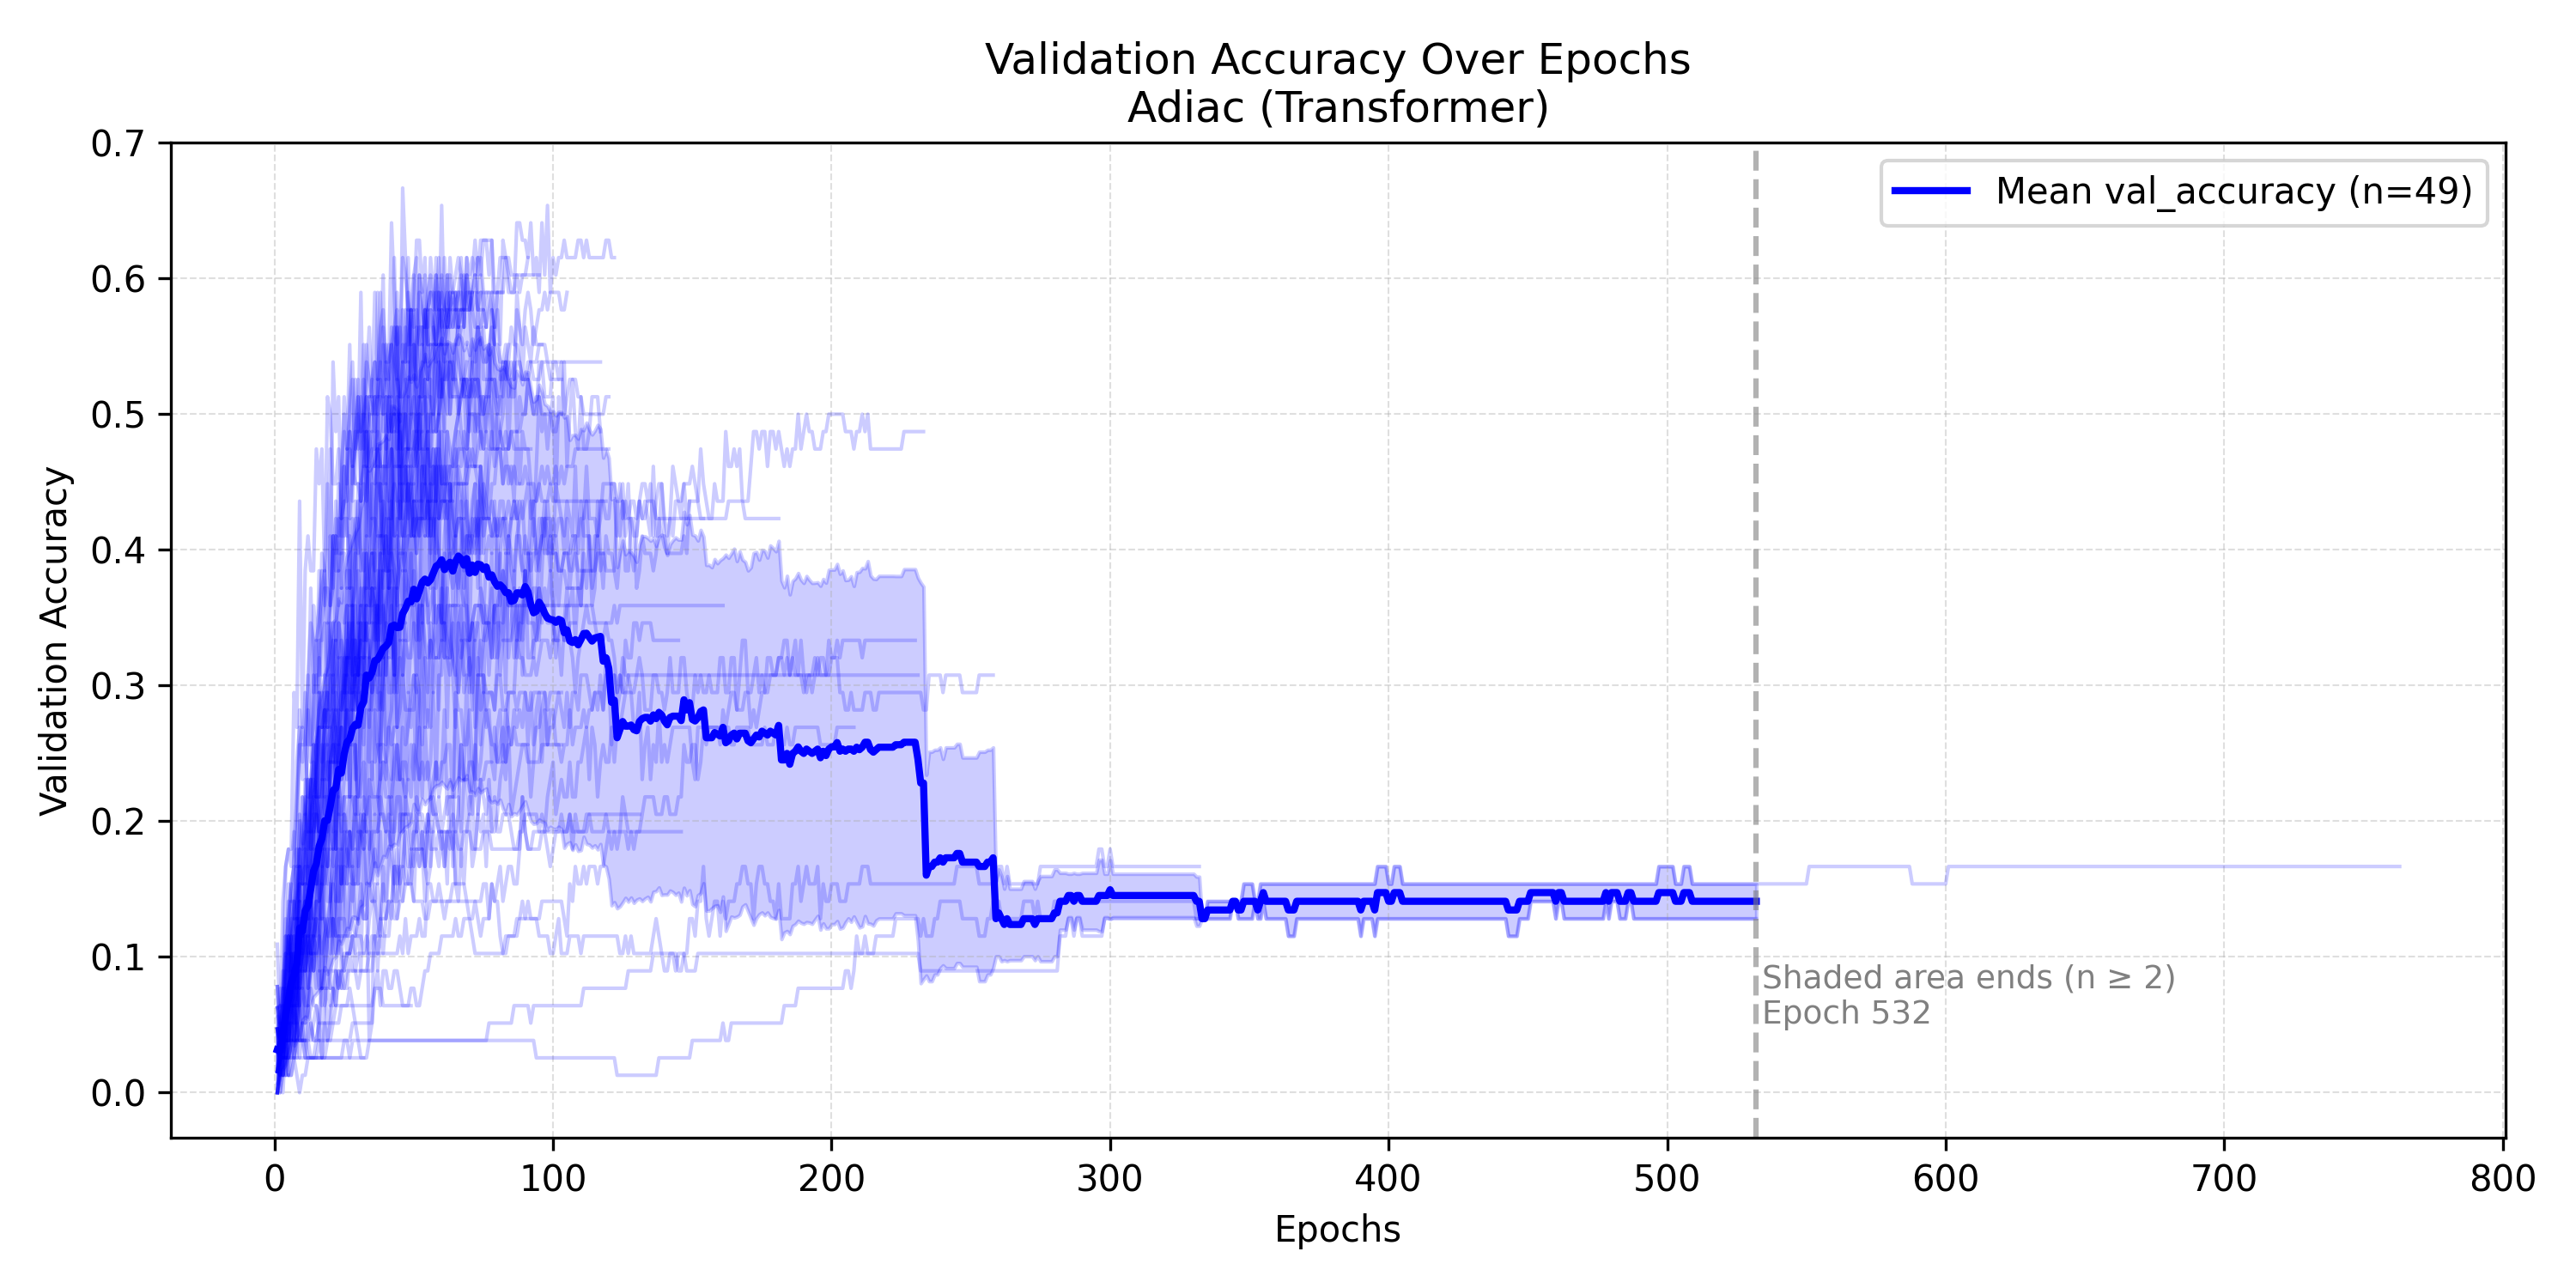 Validation Accuracy Over Epochs
Adiac (Transformer)
Validation Accuracy
0.7
0.6
0.5
0.4
0.3
0.2
0.1
0.0
Mean val_accuracy (n=49)
Shaded area ends (n ≥ 2)
Epoch 532
0 100 200 300 400 500 600 700 800
Epochs